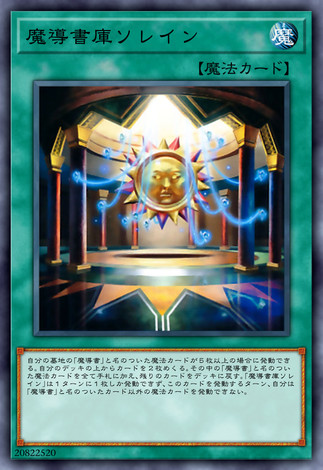 魔導書庫ソレイン
魔
【魔法カード】
自分の墓地の「魔導書」と名のついた魔法カードが５枚以上の場合に発動でき
る。自分のデッキの上からカードを２枚めくる。その中の「魔導書」と名のつい
た魔法カードを全て手札に加え、残りのカードをデッキに戻す。「魔導書庫ソレ
イン」は１ターンに１枚しか発動できず、このカードを発動するターン、自分は
「魔導書」と名のついたカード以外の魔法カードを発動できない。
20822520